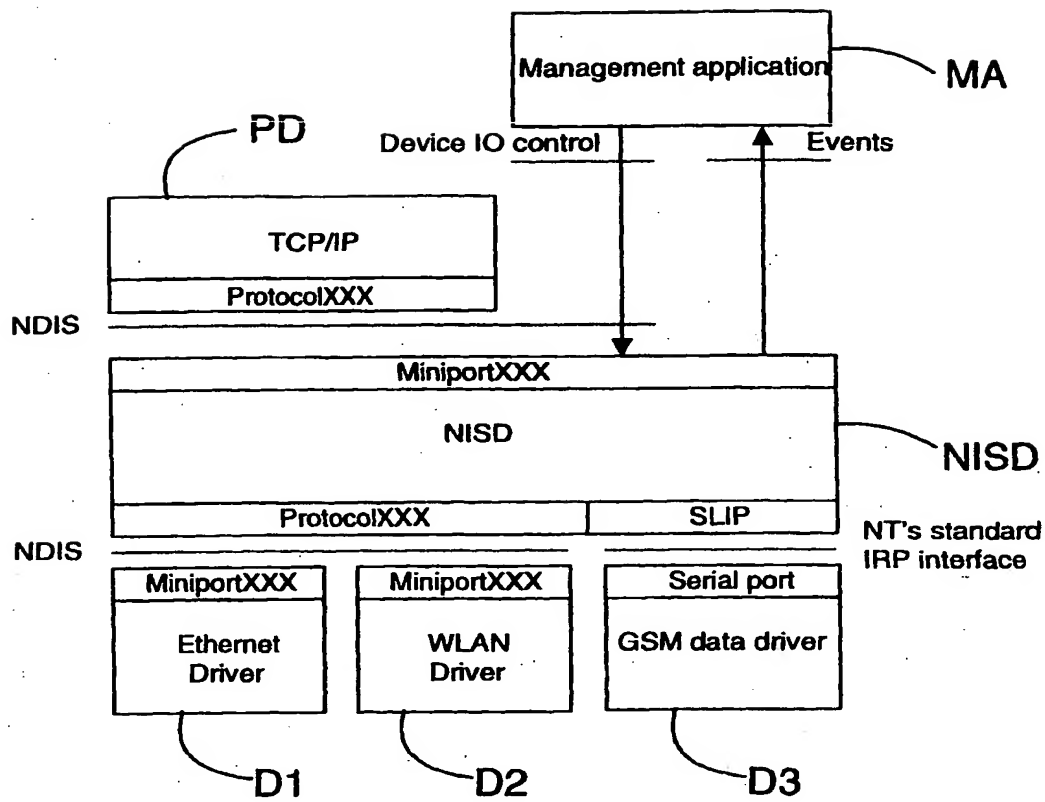 Management application
MA
PD
Device IO control
Events
TCP/IP
ProtocolXXX
NDIS
MiniportXXX
NISD
NISD
ProtocolXXX
SLIP
NDIS
NT's standard
IRP interface
MiniportXXX
MiniportXXX
Serial port
Ethernet
Driver
WLAN
Driver
GSM data driver
D1
D2
D3